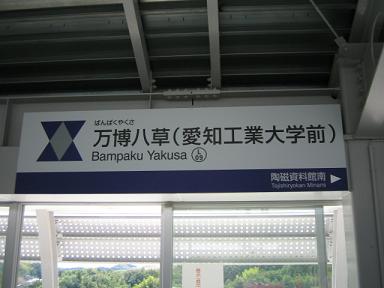 ばんぱくやくさ
万博八草(愛知工業大学前)
Bampaku Yakusa L 09
陶磁資料館南
Tojishiryokan Minami